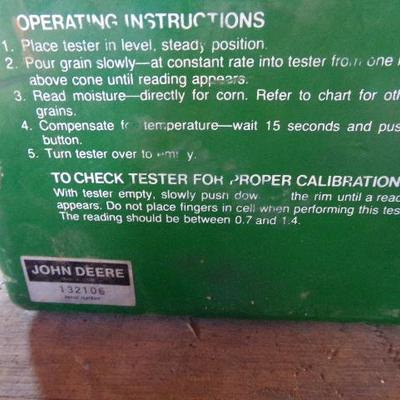 OPERATING INSTRUCTIONS
1. Place tester in level, steady position.
2. Pour grain slowly—at constant rate into tester from one
above cone until reading appears.
3. Read moisture—directly for corn. Refer to chart for oth
grains.
4. Compensate for temperature—wait 15 seconds and pus
button.
5. Turn tester over to empty.
TO CHECK TESTER FOR PROPER CALIBRATION
With tester empty, slowly push dow the rim until a reading
appears. Do not place fingers in cell when performing this tes
The reading should be between 0.7 and 1.4.
JOHN DEERE
132106